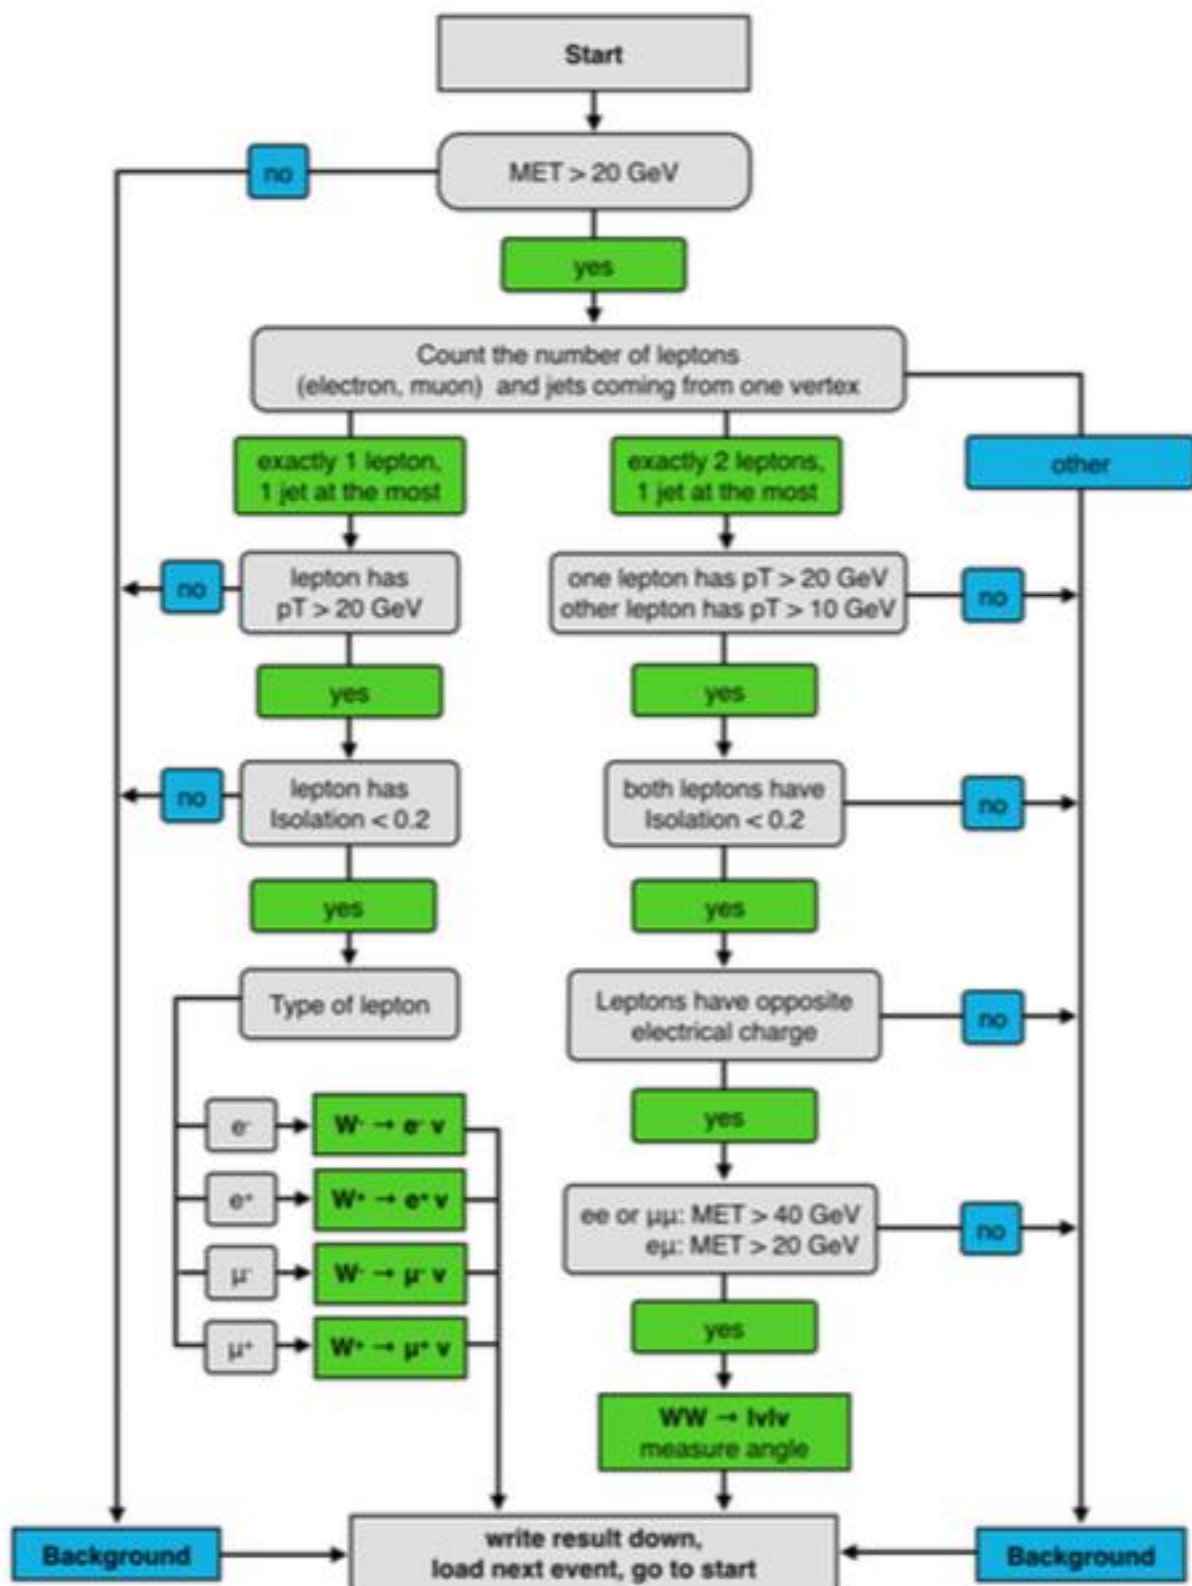 Start
no
MET > 20 GeV
yes
Count the number of leptons
(electron, muon)  and jets coming from one vertex
exactly 1 lepton,
1 jet at the most
exactly 2 leptons,
1 jet at the most
other
no
lepton has
pT > 20 GeV
one lepton has pT > 20 GeV
other lepton has pT > 10 GeV
no
yes
yes
no
lepton has
Isolation < 0.2
both leptons have
Isolation < 0.2
no
yes
yes
Type of lepton
Leptons have opposite
electrical charge
no
yes
e⁻
W⁻ → e⁻ ν
e⁺
W⁺ → e⁺ ν
μ⁻
W⁻ → μ⁻ ν
μ⁺
W⁺ → μ⁺ ν
ee or μμ: MET > 40 GeV
eμ: MET > 20 GeV
no
yes
WW → lνlν
measure angle
Background
write result down,
load next event, go to start
Background